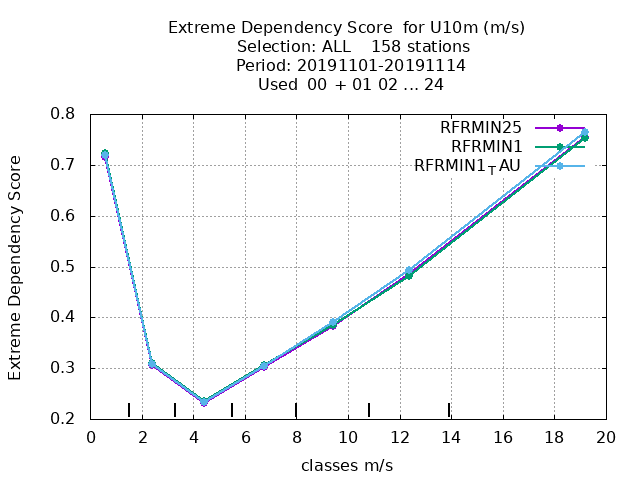 Extreme Dependency Score  for U10m (m/s)
Selection: ALL    158 stations
Period: 20191101-20191114
Used  00  + 01 02 ... 24
RFRMIN25
RFRMIN1
RFRMIN1TAU
Extreme Dependency Score
0.8
0.7
0.6
0.5
0.4
0.3
0.2
0 2 4 6 8 10 12 14 16 18 20
classes m/s